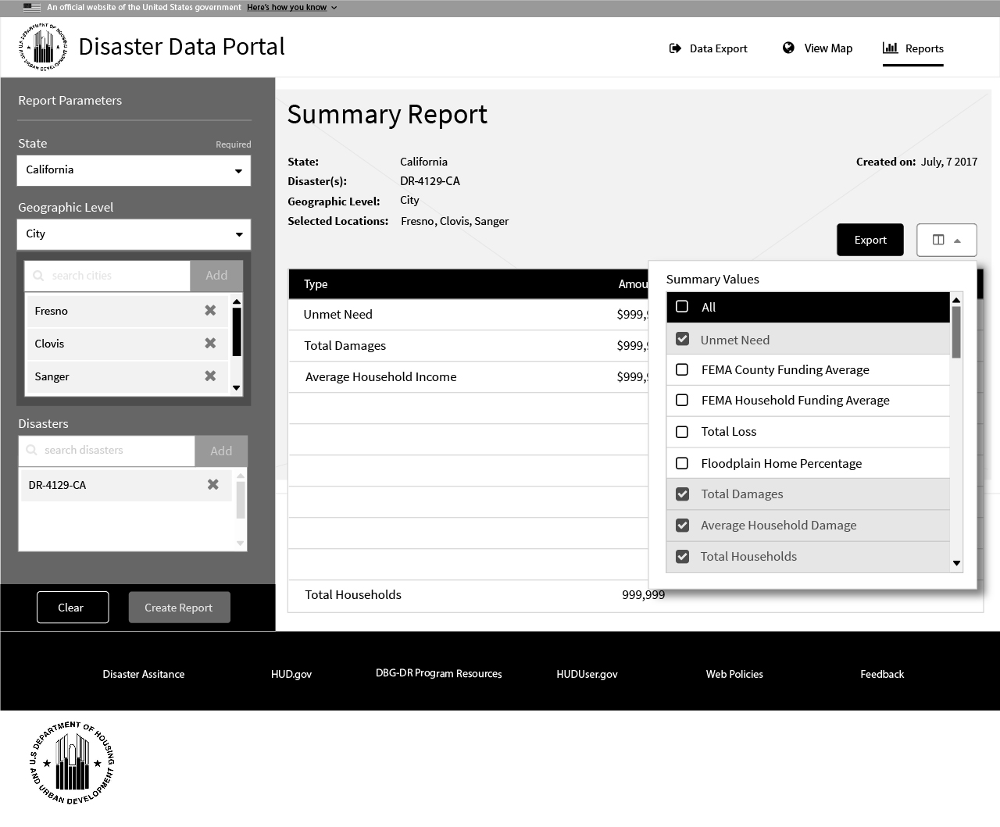 An official website of the United States government Here's how you know
U.S DEPARTMENT OF HOUSING AND URBAN DEVELOPMENT
Disaster Data Portal
Data Export
View Map
Reports
Report Parameters
State
Required
California
Geographic Level
City
search cities
Add
Fresno
Clovis
Sanger
Disasters
search disasters
Add
DR-4129-CA
Clear
Create Report
Summary Report
State: California
Created on: July, 7 2017
Disaster(s): DR-4129-CA
Geographic Level: City
Selected Locations: Fresno, Clovis, Sanger
Export
Type Amou
Unmet Need $999,9
Total Damages $999,9
Average Household Income $999,9
Total Households 999,999
Summary Values
All
Unmet Need
FEMA County Funding Average
FEMA Household Funding Average
Total Loss
Floodplain Home Percentage
Total Damages
Average Household Damage
Total Households
Disaster Assitance
HUD.gov
DBG-DR Program Resources
HUDUser.gov
Web Policies
Feedback
U.S DEPARTMENT OF HOUSING AND URBAN DEVELOPMENT